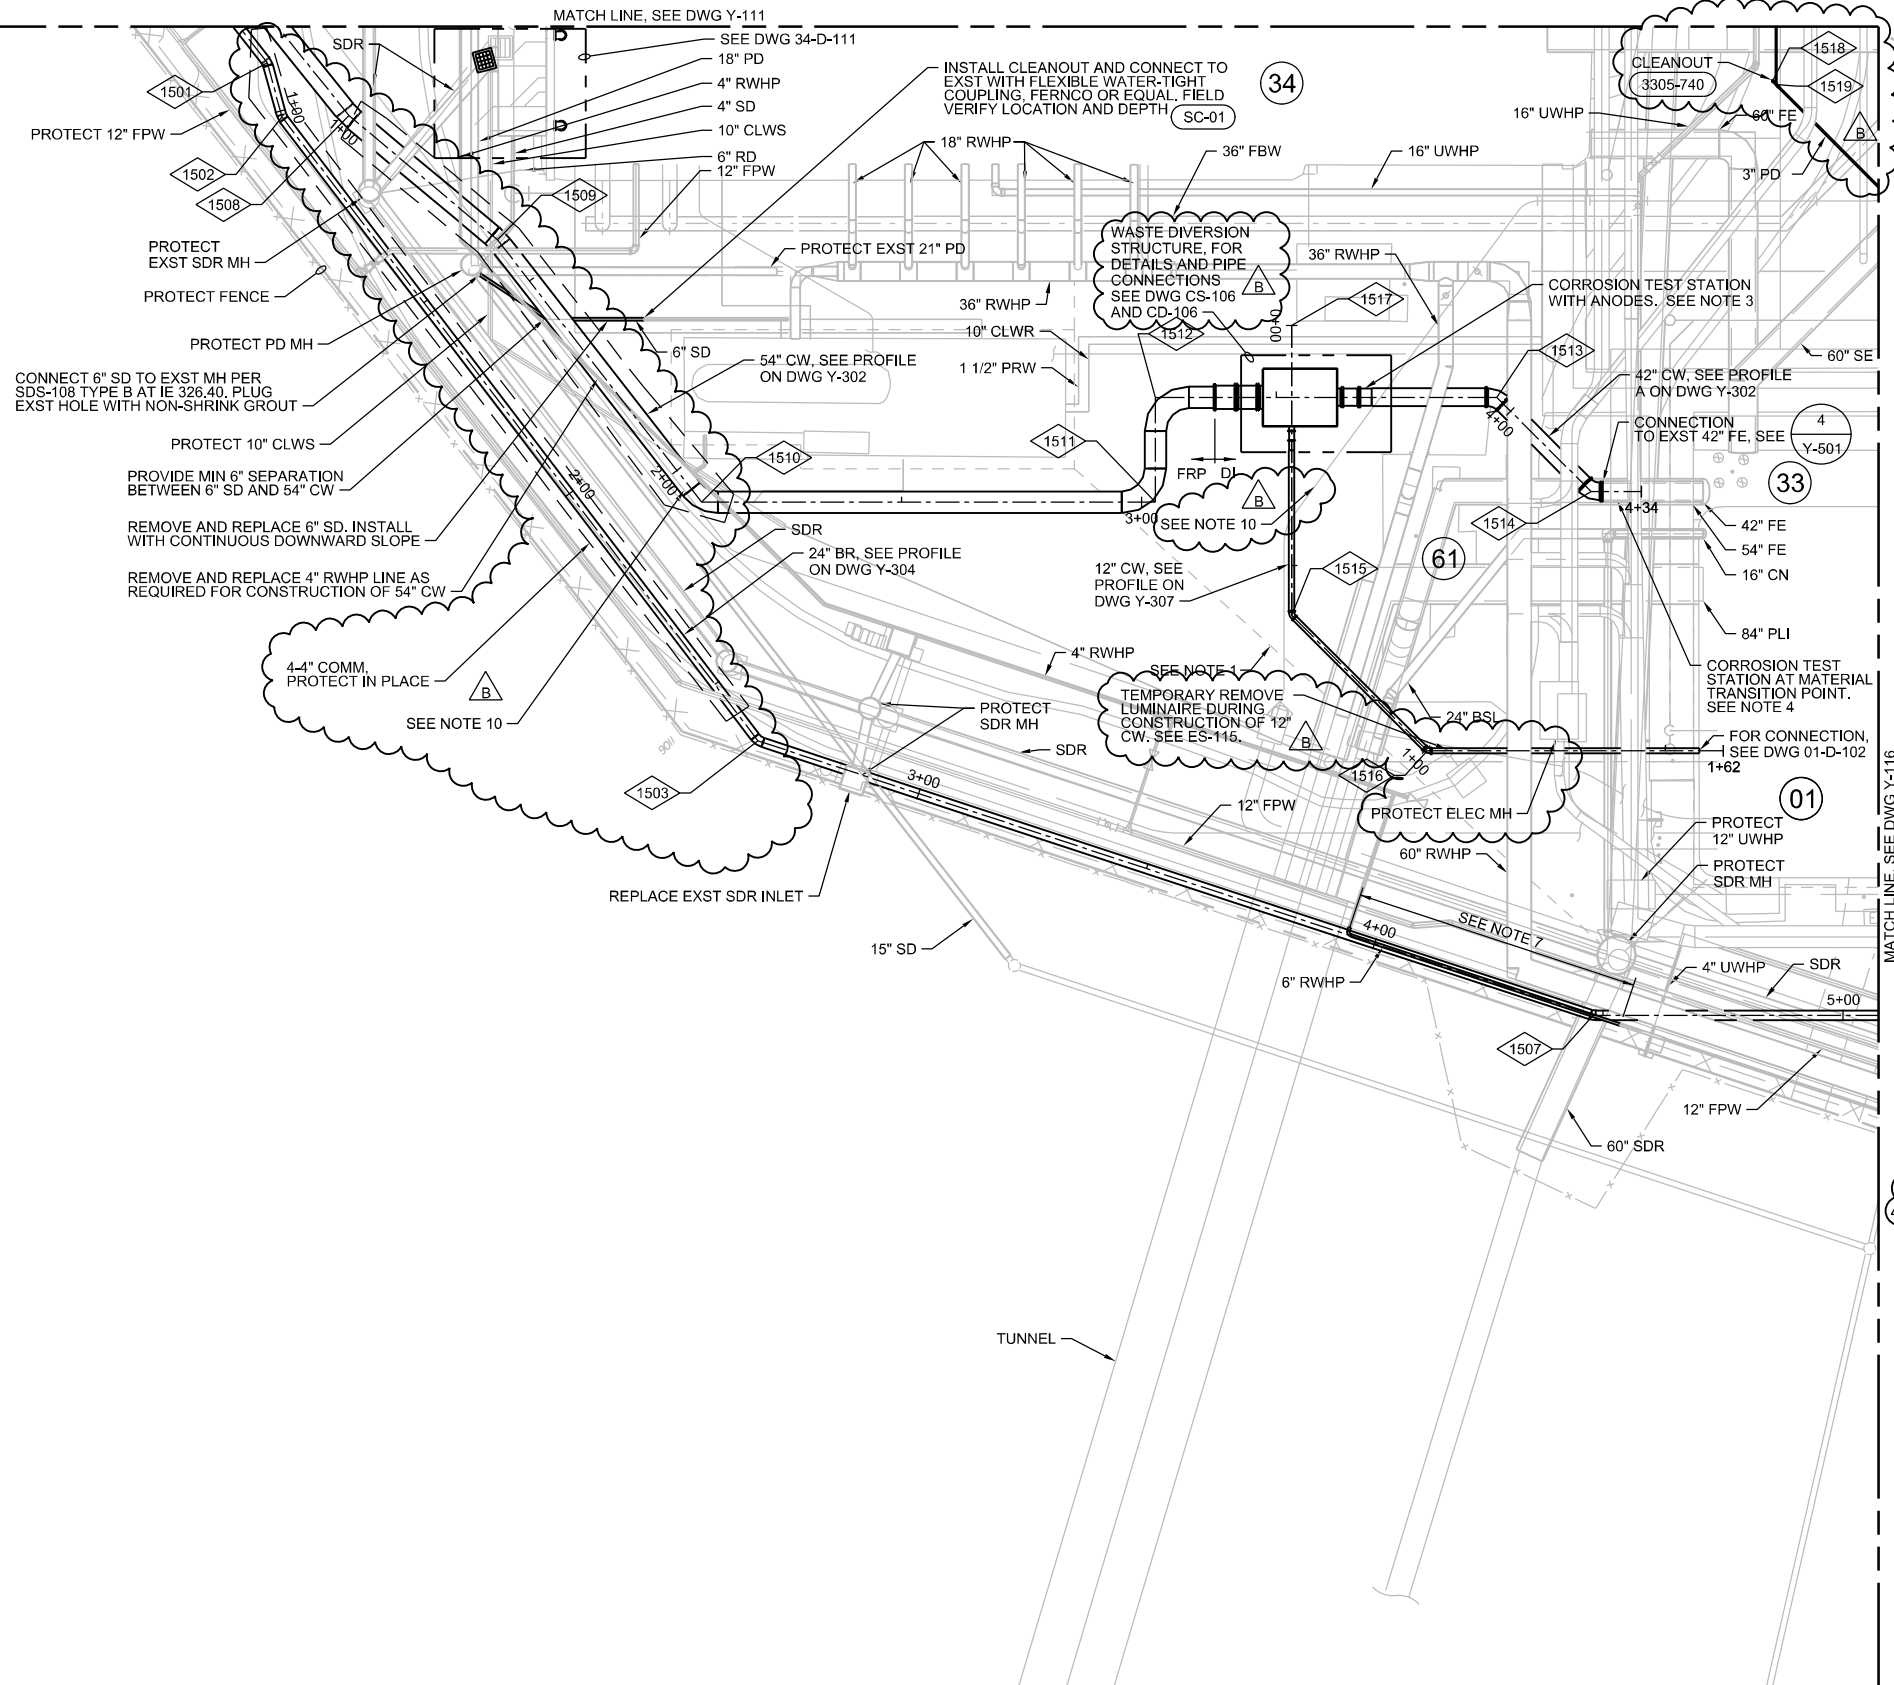 MATCH LINE, SEE DWG Y-111
SDR
SEE DWG 34-D-111
18" PD
4" RWHP
4" SD
10" CLWS
6" RD
12" FPW
1501
1+00
1+00
PROTECT 12" FPW
1502
1508
1509
PROTECT
EXST SDR MH
PROTECT FENCE
PROTECT PD MH
CONNECT 6" SD TO EXST MH PER
SDS-108 TYPE B AT IE 326.40. PLUG
EXST HOLE WITH NON-SHRINK GROUT
PROTECT 10" CLWS
PROVIDE MIN 6" SEPARATION
BETWEEN 6" SD AND 54" CW
REMOVE AND REPLACE 6" SD. INSTALL
WITH CONTINUOUS DOWNWARD SLOPE
REMOVE AND REPLACE 4" RWHP LINE AS
REQUIRED FOR CONSTRUCTION OF 54" CW
INSTALL CLEANOUT AND CONNECT TO
EXST WITH FLEXIBLE WATER-TIGHT
COUPLING, FERNCO OR EQUAL. FIELD
VERIFY LOCATION AND DEPTH
SC-01
34
18" RWHP
36" FBW
16" UWHP
16" UWHP
CLEANOUT
3305-740
1518
1519
60" FE
B
3" PD
PROTECT EXST 21" PD
36" RWHP
WASTE DIVERSION
STRUCTURE, FOR
DETAILS AND PIPE
CONNECTIONS
SEE DWG CS-106
AND CD-106
B
36" RWHP
CORROSION TEST STATION
WITH ANODES. SEE NOTE 3
1517
0+00
10" CLWR
1512
1513
60" SE
6" SD
54" CW, SEE PROFILE
ON DWG Y-302
1 1/2" PRW
42" CW, SEE PROFILE
A ON DWG Y-302
4+00
CONNECTION
TO EXST 42" FE, SEE
4
Y-501
1511
1510
FRP
DI
33
2+00
2+00
3+00
SEE NOTE 10
B
1514
4+34
42" FE
54" FE
16" CN
SDR
24" BR, SEE PROFILE
ON DWG Y-304
61
12" CW, SEE
PROFILE ON
DWG Y-307
1515
84" PLI
4-4" COMM,
PROTECT IN PLACE
B
SEE NOTE 10
4" RWHP
SEE NOTE 1
TEMPORARY REMOVE
LUMINAIRE DURING
CONSTRUCTION OF 12"
CW. SEE ES-115.
B
CORROSION TEST
STATION AT MATERIAL
TRANSITION POINT.
SEE NOTE 4
PROTECT
SDR MH
24" BSL
1106
SDR
FOR CONNECTION,
SEE DWG 01-D-102
1+00
1+62
1516
1503
3+00
12" FPW
PROTECT ELEC MH
01
PROTECT
12" UWHP
MATCH LINE, SEE DWG Y-116
60" RWHP
PROTECT
SDR MH
REPLACE EXST SDR INLET
4+00
SEE NOTE 7
15" SD
6" RWHP
4" UWHP
SDR
5+00
1507
12" FPW
60" SDR
TUNNEL